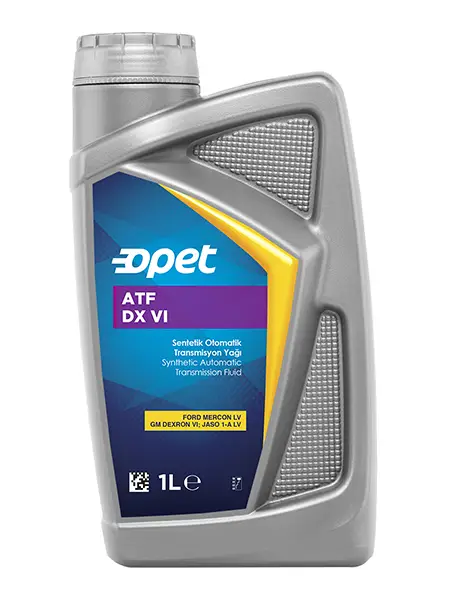 opet
ATF
DX VI
Sentetik Otomatik
Transmisyon Yağı
Synthetic Automatic
Transmission Fluid
FORD MERCON LV
GM DEXRON VI; JASO 1-A LV
1L e